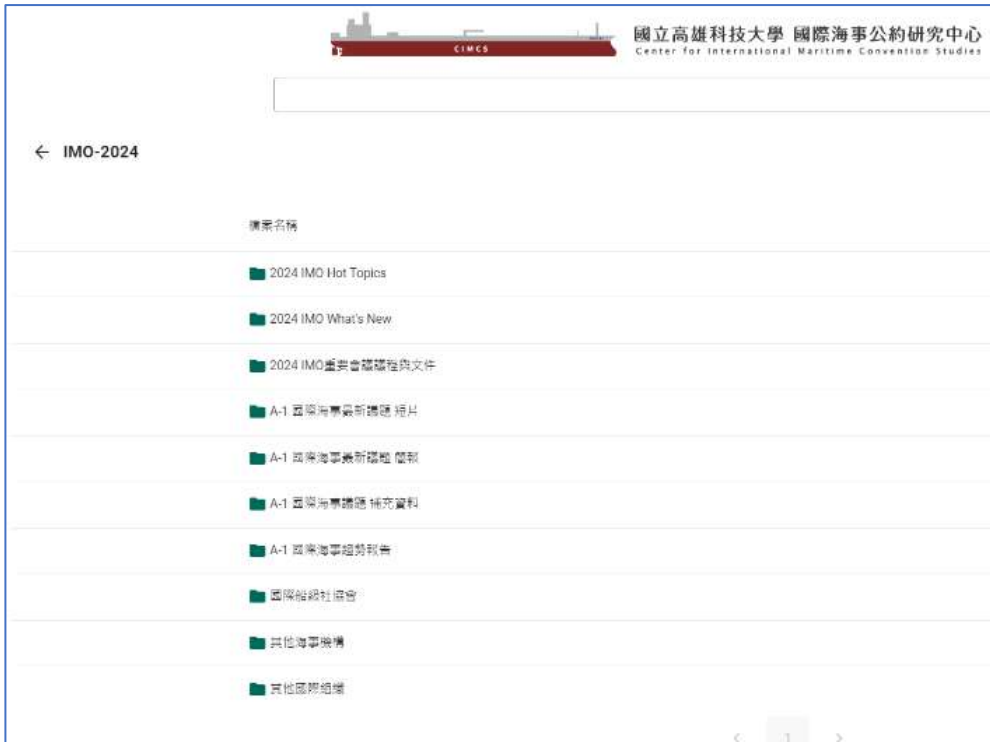 CIMCS
國立高雄科技大學 國際海事公約研究中心
Center for International Maritime Convention Studies
← IMO-2024
檔案名稱
2024 IMO Hot Topics
2024 IMO What's New
2024 IMO重要會議議程與文件
A-1 國際海事最新議題 短片
A-1 國際海事最新議題 簡報
A-1 國際海事議題 補充資料
A-1 國際海事趨勢報告
國際船級社協會
其他海事機構
其他國際組織
< 1 >